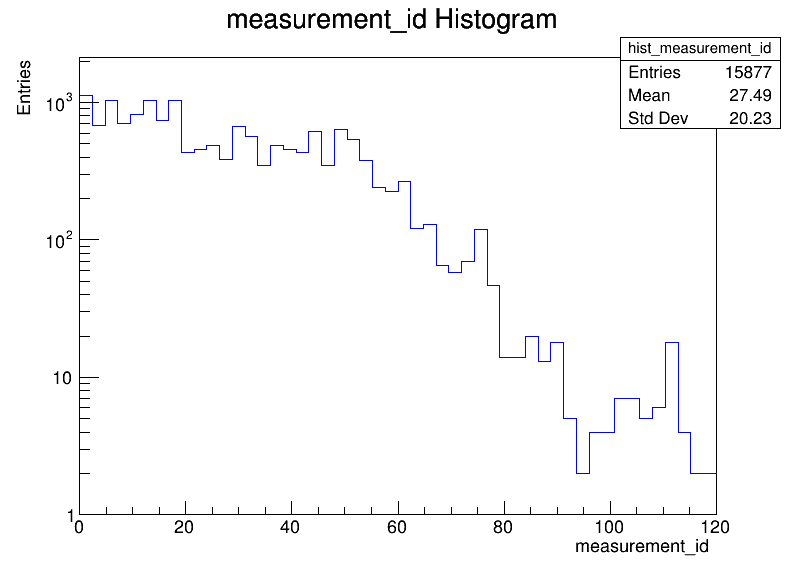 measurement_id Histogram
hist_measurement_id
Entries 15877
Mean 27.49
Std Dev 20.23
Entries
10³
10²
10
1
0 20 40 60 80 100 120
measurement_id